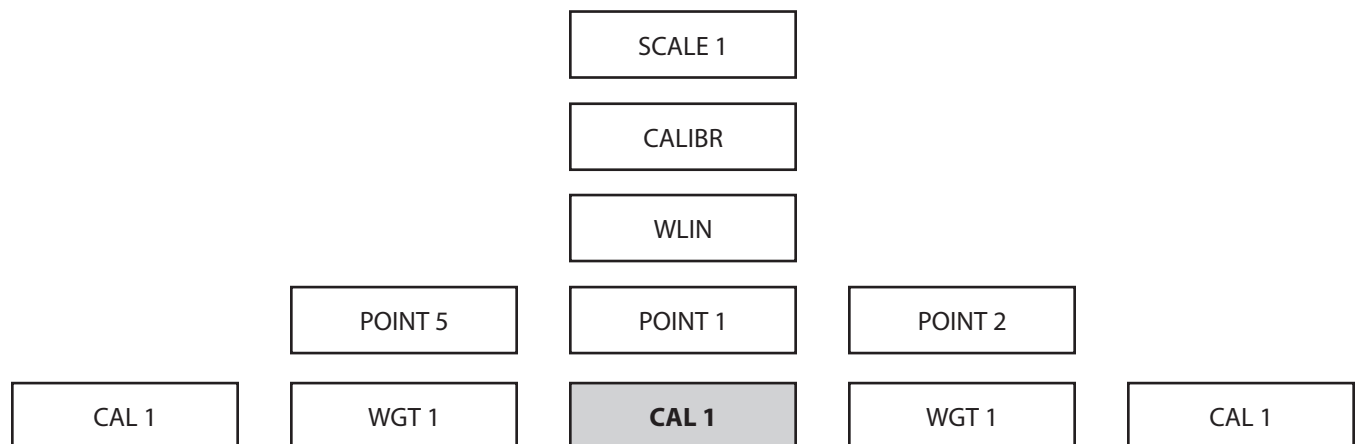 SCALE 1
CALIBR
WLIN
POINT 5 POINT 1 POINT 2
CAL 1 WGT 1 CAL 1 WGT 1 CAL 1